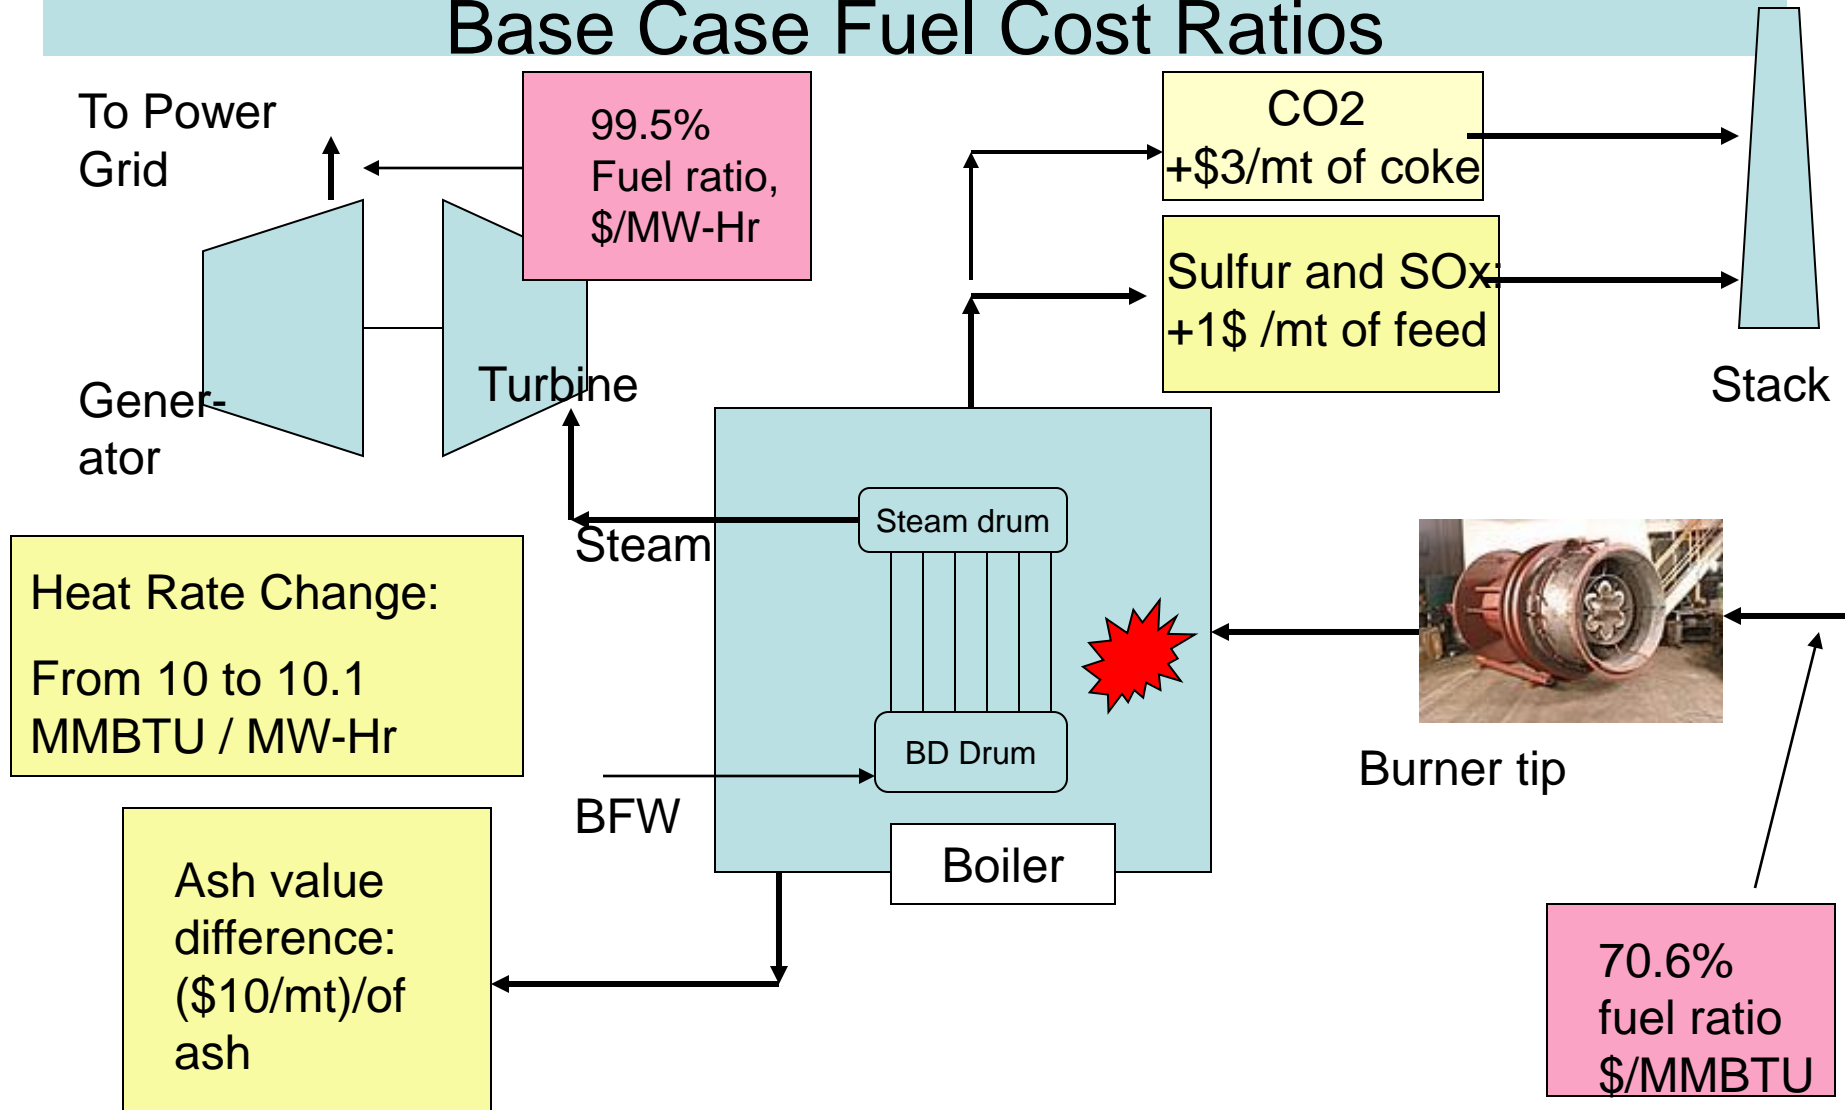 Base Case Fuel Cost Ratios
To Power
Grid
99.5%
Fuel ratio,
$/MW-Hr
CO2
+$3/mt of coke
Sulfur and SOx:
+1$ /mt of feed
Stack
Turbine
Gener-
ator
Steam
Steam drum
Heat Rate Change:
From 10 to 10.1
MMBTU / MW-Hr
BD Drum
BFW
Boiler
Burner tip
Ash value
difference:
($10/mt)/of
ash
70.6%
fuel ratio
$/MMBTU